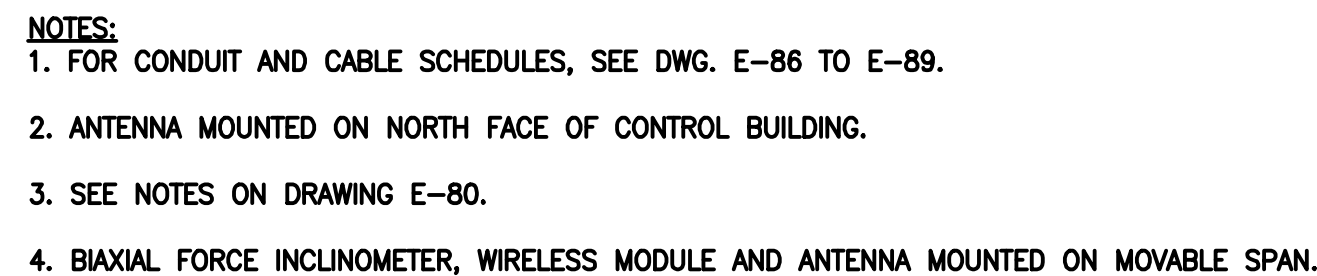 NOTES:
1. FOR CONDUIT AND CABLE SCHEDULES, SEE DWG. E-86 TO E-89.
2. ANTENNA MOUNTED ON NORTH FACE OF CONTROL BUILDING.
3. SEE NOTES ON DRAWING E-80.
4. BIAXIAL FORCE INCLINOMETER, WIRELESS MODULE AND ANTENNA MOUNTED ON MOVABLE SPAN.